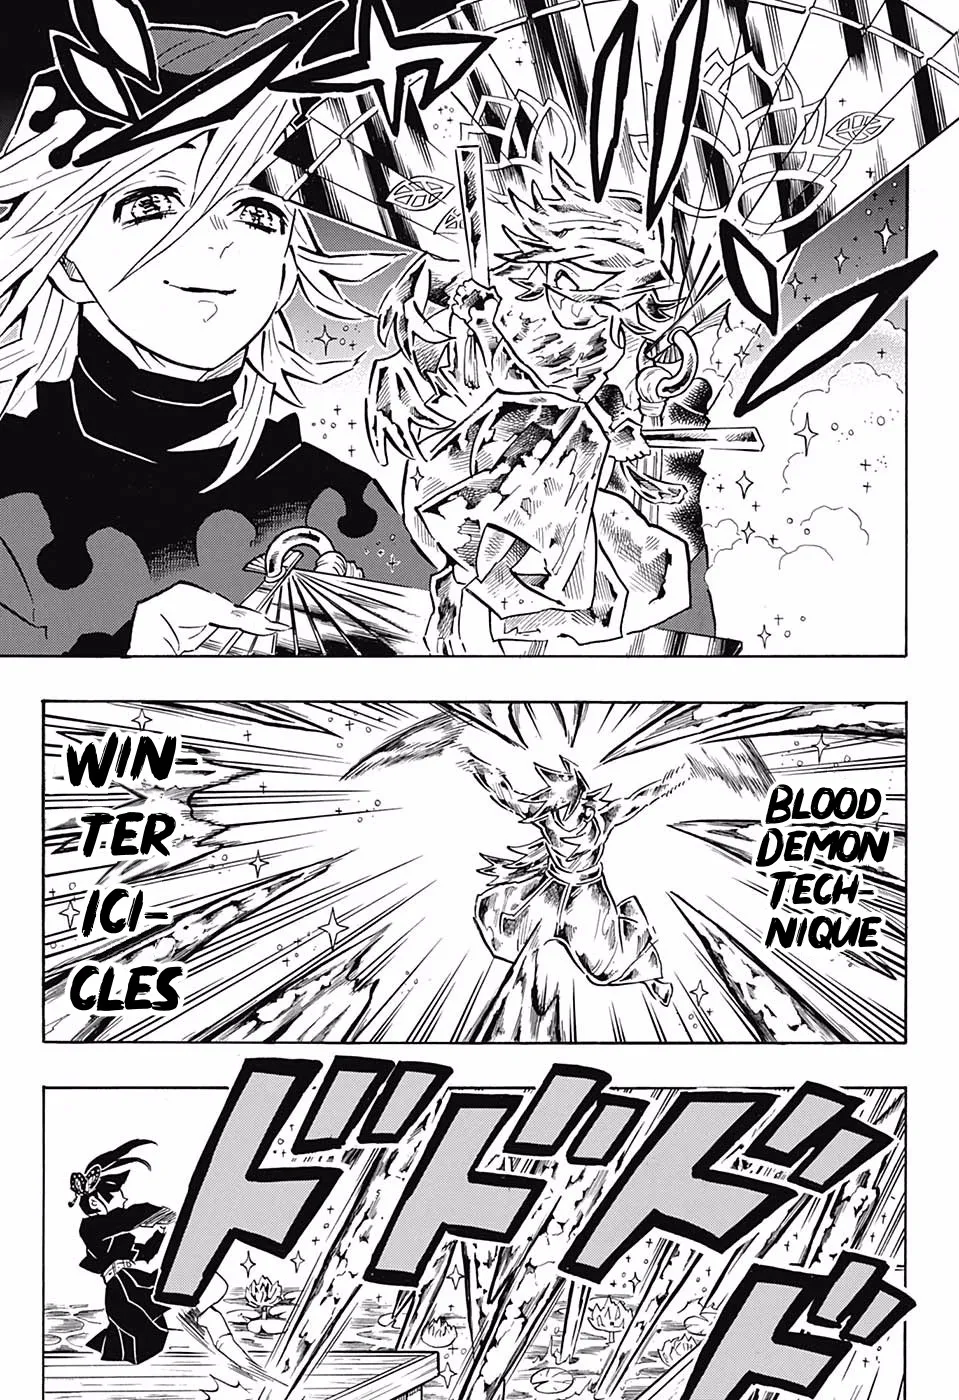 BLOOD
DEMON
TECH-
NIQUE
WIN-
TER
ICI-
CLES
ドドド
ド